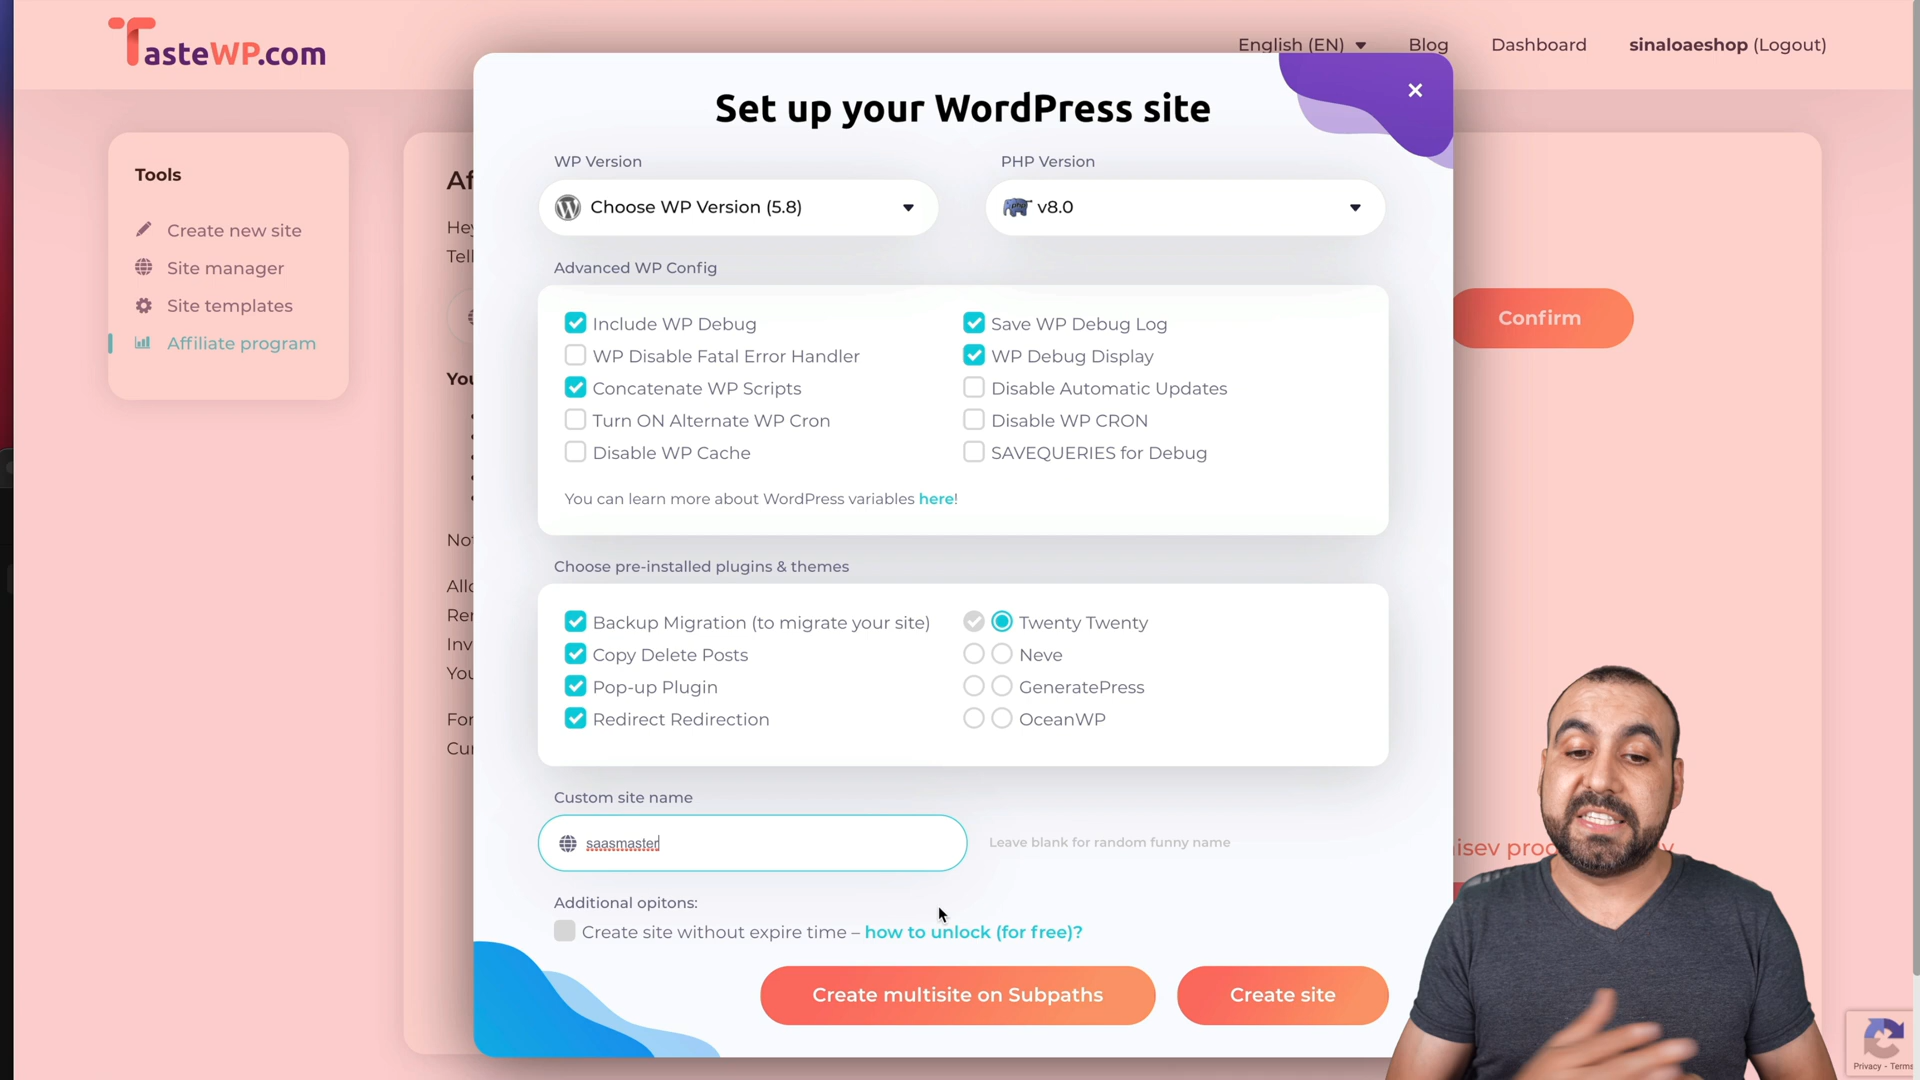 TasteWP.com
English (EN)
Blog
Dashboard
sinaloaeshop (Logout)
Tools
Create new site
Site manager
Site templates
Affiliate program
Set up your WordPress site
×
WP Version
PHP Version
Choose WP Version (5.8)
v8.0
Advanced WP Config
Include WP Debug
Save WP Debug Log
WP Disable Fatal Error Handler
WP Debug Display
Concatenate WP Scripts
Disable Automatic Updates
Turn ON Alternate WP Cron
Disable WP CRON
Disable WP Cache
SAVEQUERIES for Debug
You can learn more about WordPress variables here!
Choose pre-installed plugins & themes
Backup Migration (to migrate your site)
Twenty Twenty
Copy Delete Posts
Neve
Pop-up Plugin
GeneratePress
Redirect Redirection
OceanWP
Custom site name
saasmaster
Leave blank for random funny name
Additional opitons:
Create site without expire time – how to unlock (for free)?
Create multisite on Subpaths
Create site
Confirm
Privacy - Terms